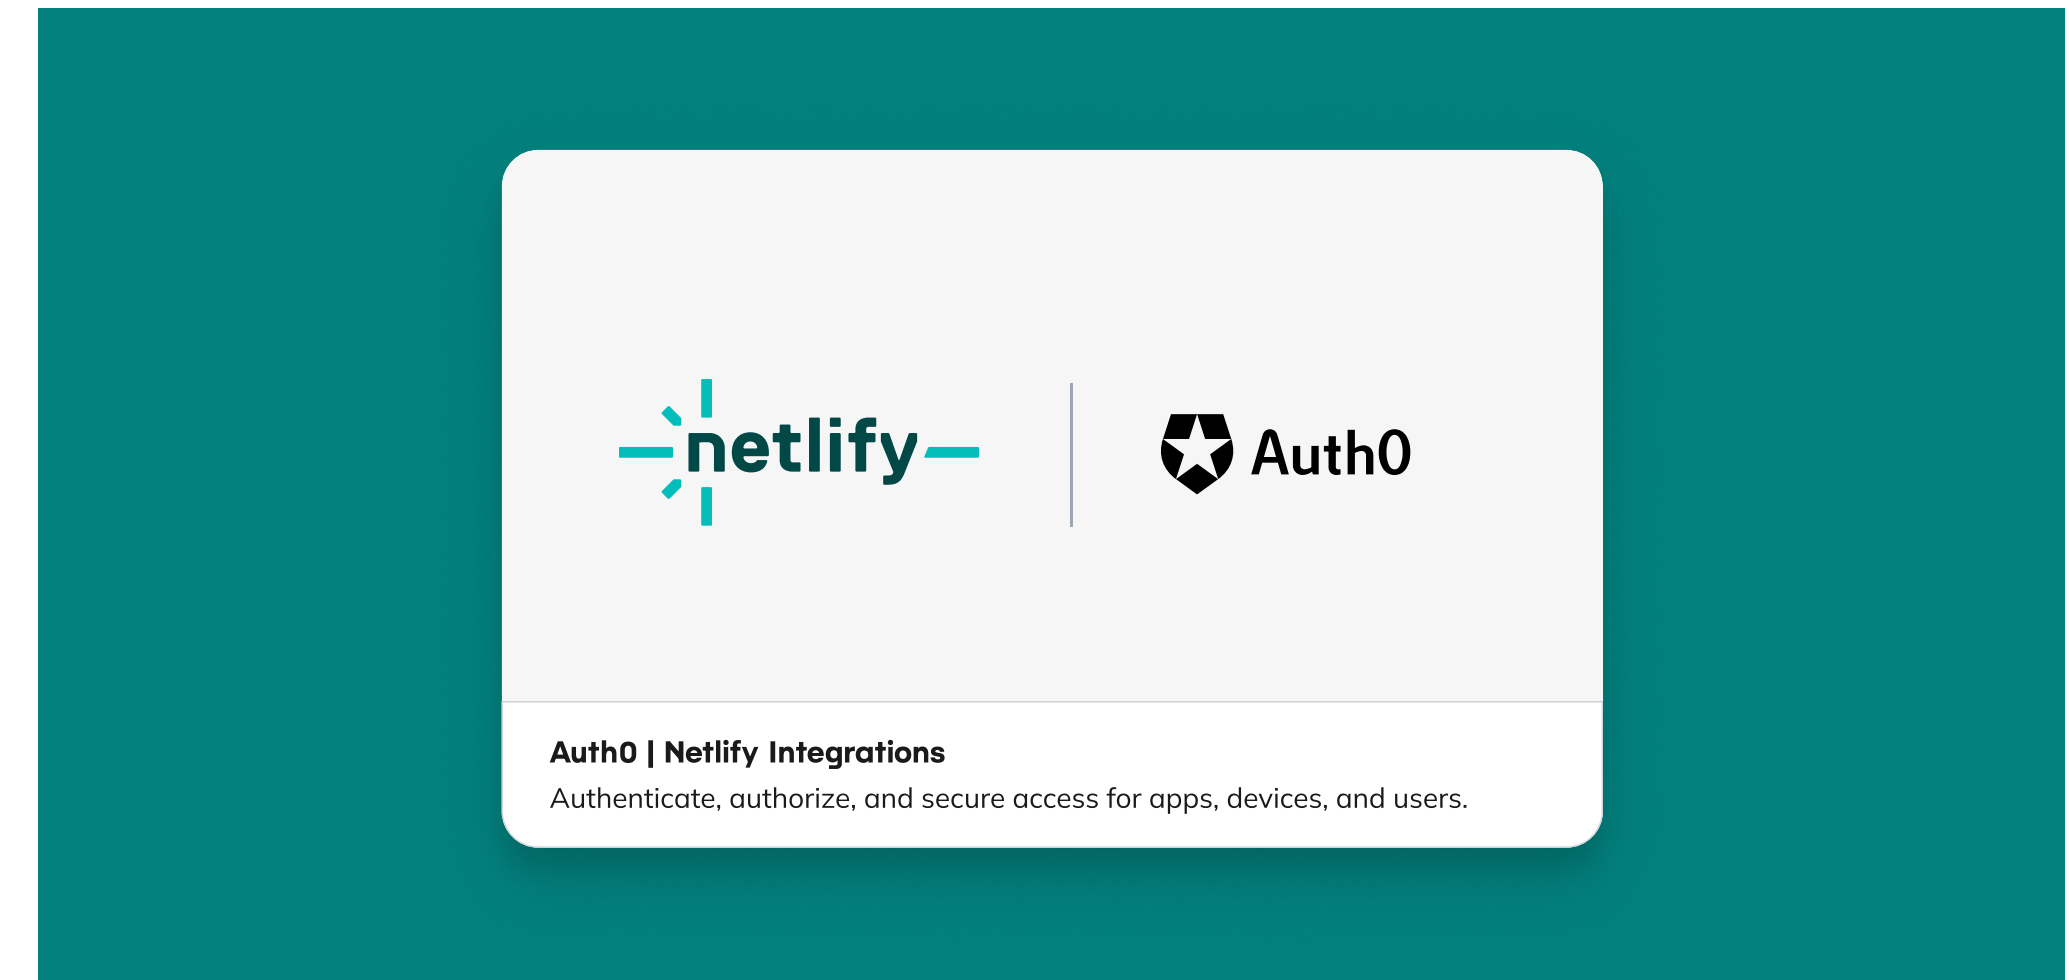 netlify
Auth0
Auth0 | Netlify Integrations
Authenticate, authorize, and secure access for apps, devices, and users.